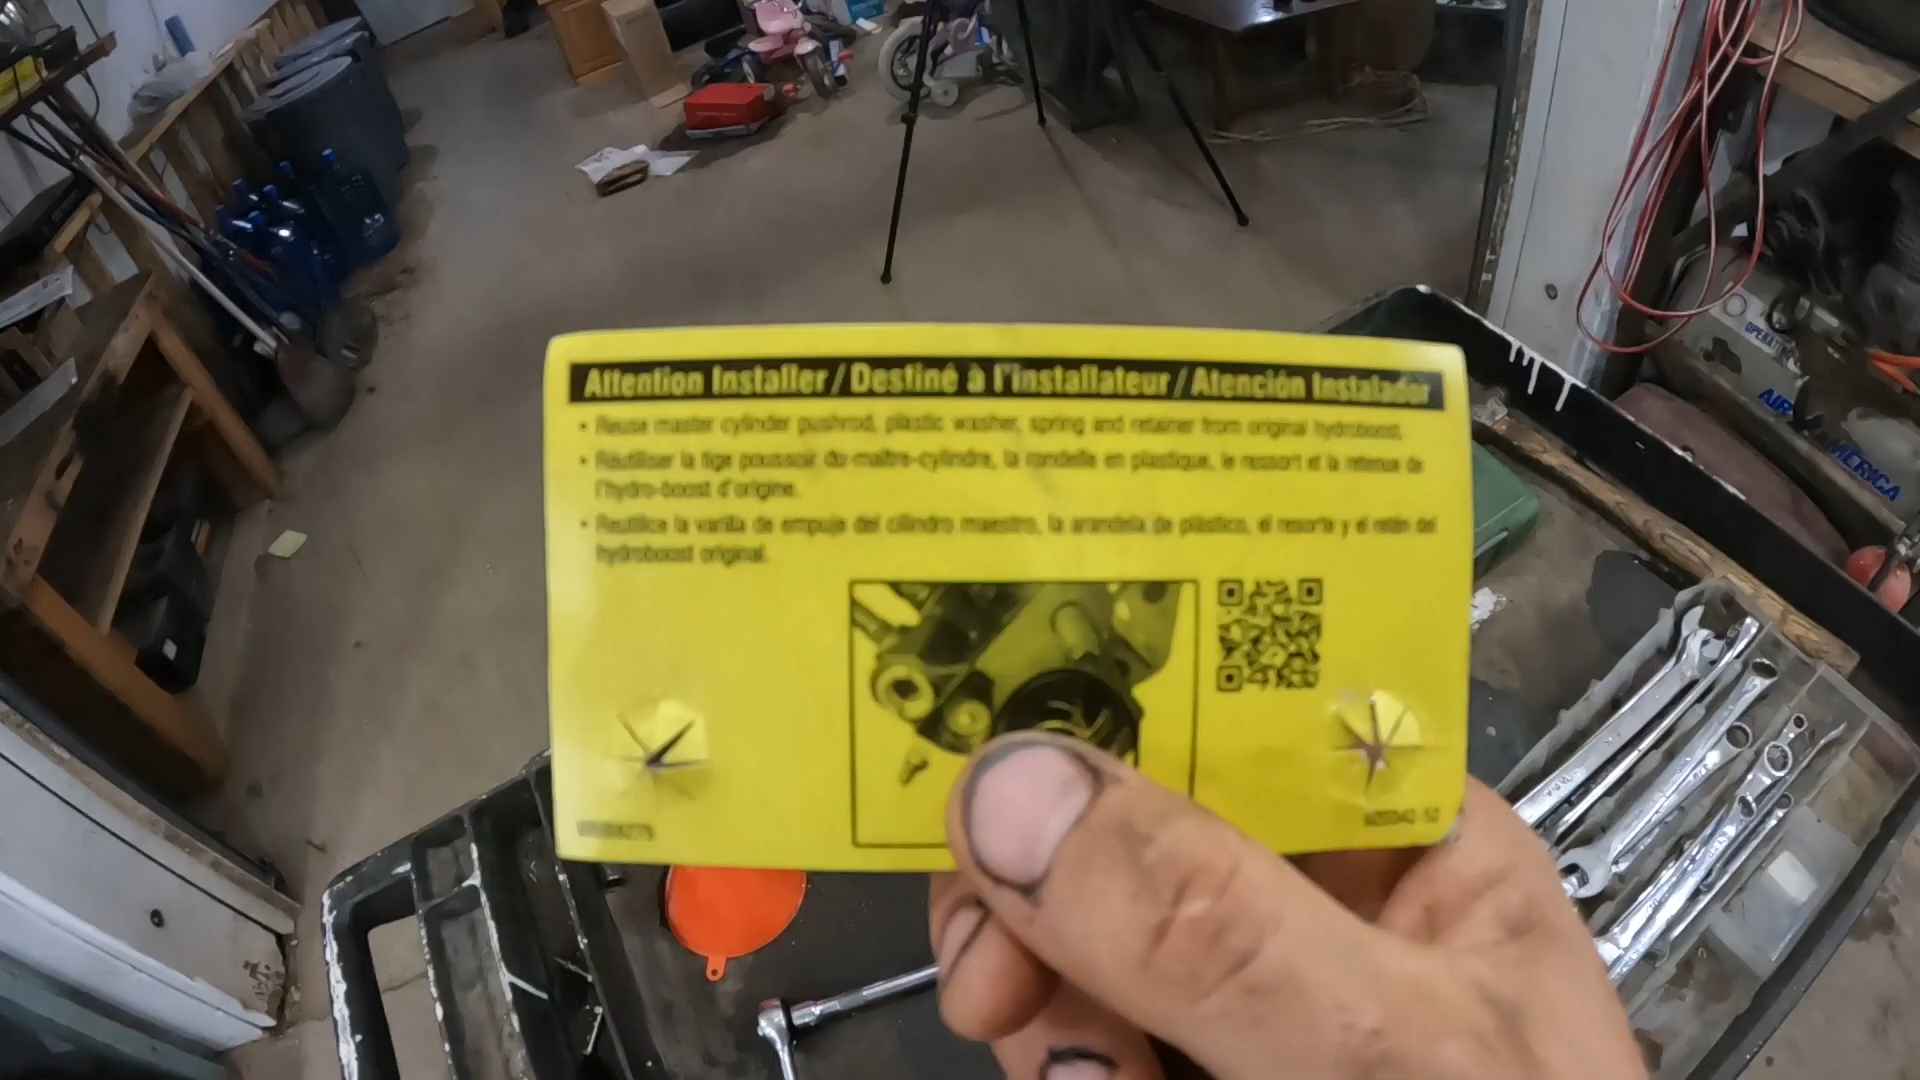 Attention Installer / Destiné à l'installateur / Atención Instalador
• Reuse master cylinder pushrod, plastic washer, spring and retainer from original hydroboost.
• Réutiliser la tige poussoir du maître-cylindre, la rondelle en plastique, le ressort et la retenue de
l'hydro-boost d'origine.
• Reutilice la varilla de empuje del cilindro maestro, la arandela de plástico, el resorte y el retén del
hydroboost original.
AIR
AMERICA